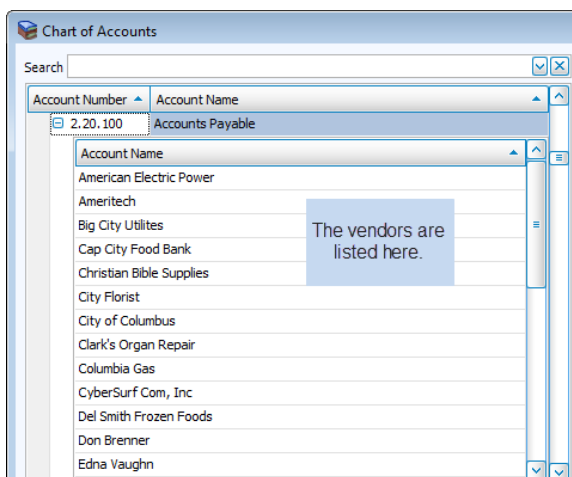 Chart of Accounts
Search
Account Number Account Name
2.20.100 Accounts Payable
Account Name
American Electric Power
Ameritech
Big City Utilites
Cap City Food Bank
Christian Bible Supplies
City Florist
City of Columbus
Clark's Organ Repair
Columbia Gas
CyberSurf Com, Inc
Del Smith Frozen Foods
Don Brenner
Edna Vaughn
The vendors are
listed here.